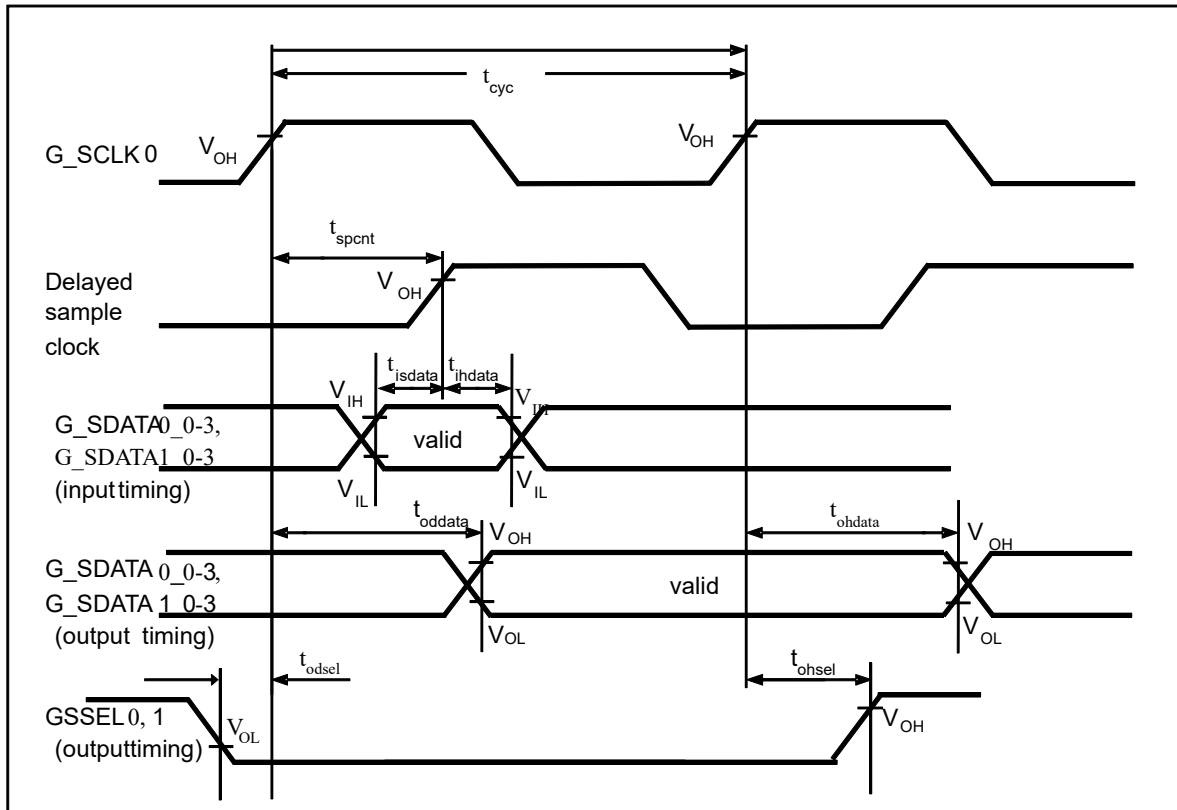 tcyc
G_SCLK 0
VOH
VOH
tspcnt
Delayed
sample
clock
VOH
tisdata
tihdata
VIH
VIH
G_SDATA0_0-3,
G_SDATA1_0-3
(input timing)
valid
VIL
VIL
toddata
tohdata
VOH
VOH
G_SDATA 0_0-3,
G_SDATA 1_0-3
(output timing)
valid
VOL
VOL
todsel
tohsel
GSSEL 0, 1
(outputtiming)
VOL
VOH